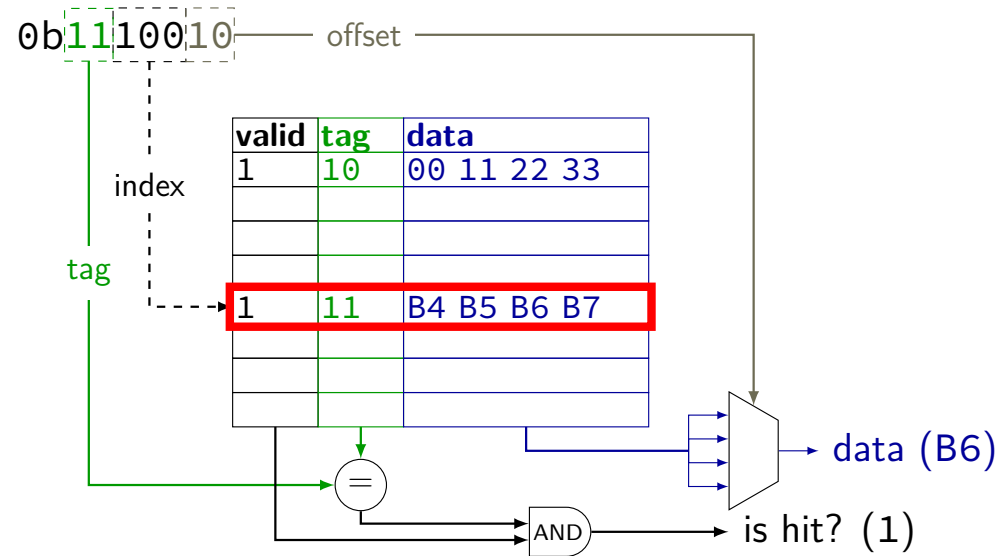 0b1110010 offset
valid tag data
1 10 00 11 22 33
index
tag
1 11 B4 B5 B6 B7
data (B6)
=
AND is hit? (1)